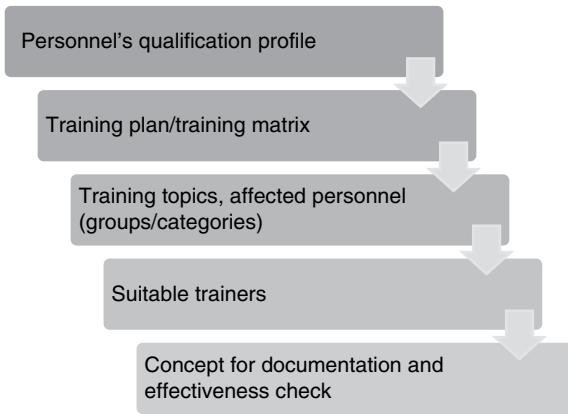 Personnel's qualification profile
Training plan/training matrix
Training topics, affected personnel
(groups/categories)
Suitable trainers
Concept for documentation and
effectiveness check